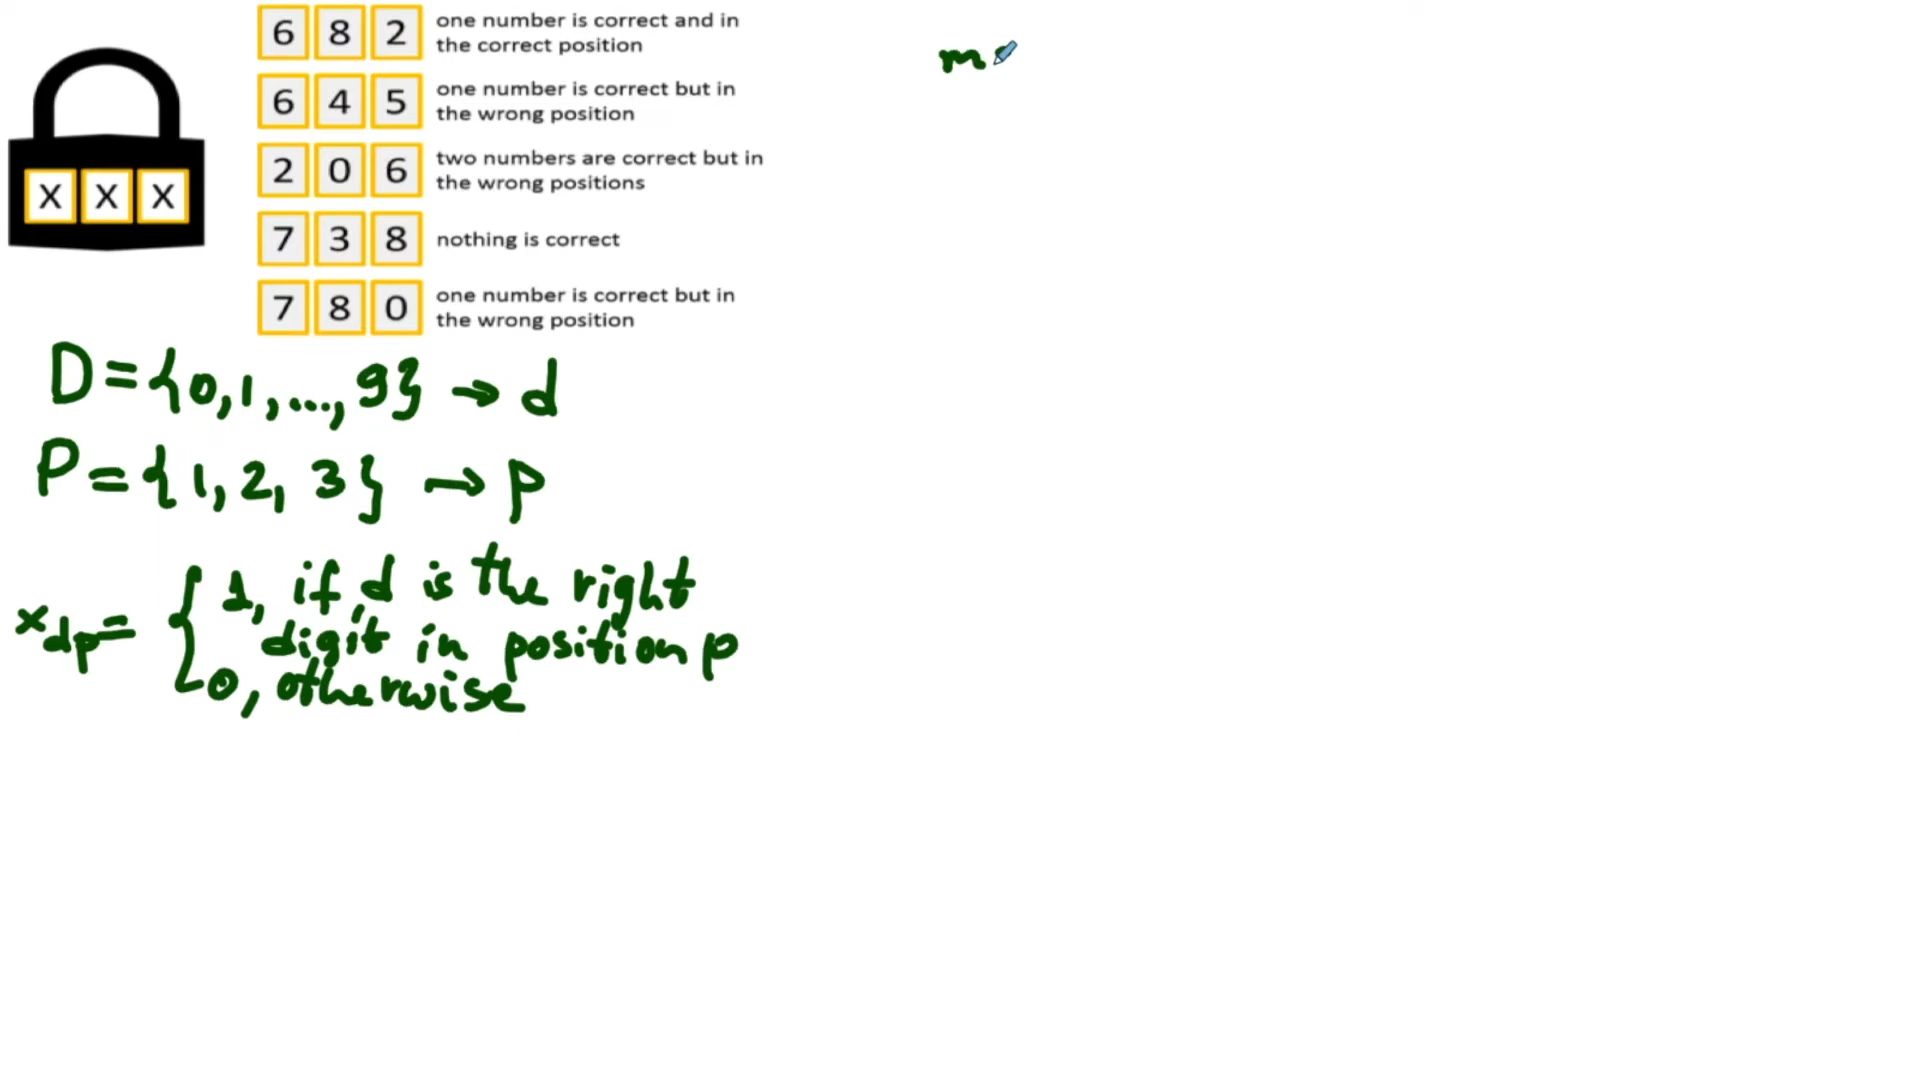 6 8 2 one number is correct and in
the correct position
6 4 5 one number is correct but in
the wrong position
2 0 6 two numbers are correct but in
the wrong positions
X X X
7 3 8 nothing is correct
7 8 0 one number is correct but in
the wrong position
D = {0, 1, ..., 9} → d
P = {1, 2, 3} → p
x_dp = { 1, if d is the right
digit in position p
0, otherwise
m